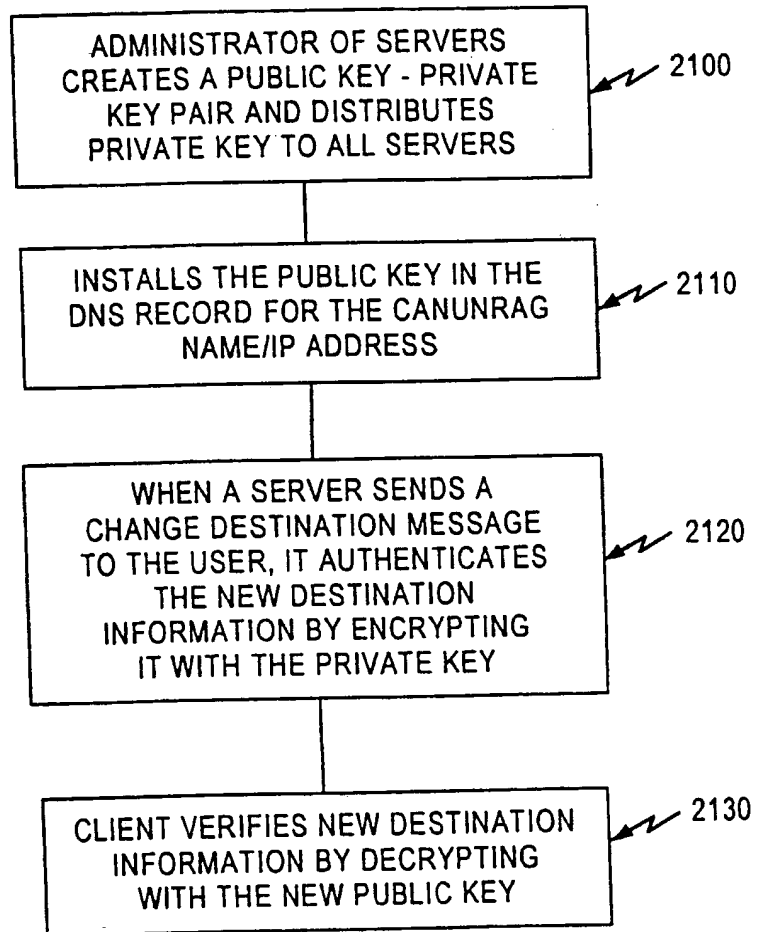 ADMINISTRATOR OF SERVERS
CREATES A PUBLIC KEY - PRIVATE
KEY PAIR AND DISTRIBUTES
PRIVATE KEY TO ALL SERVERS
2100
INSTALLS THE PUBLIC KEY IN THE
DNS RECORD FOR THE CANUNRAG
NAME/IP ADDRESS
2110
WHEN A SERVER SENDS A
CHANGE DESTINATION MESSAGE
TO THE USER, IT AUTHENTICATES
THE NEW DESTINATION
INFORMATION BY ENCRYPTING
IT WITH THE PRIVATE KEY
2120
CLIENT VERIFIES NEW DESTINATION
INFORMATION BY DECRYPTING
WITH THE NEW PUBLIC KEY
2130